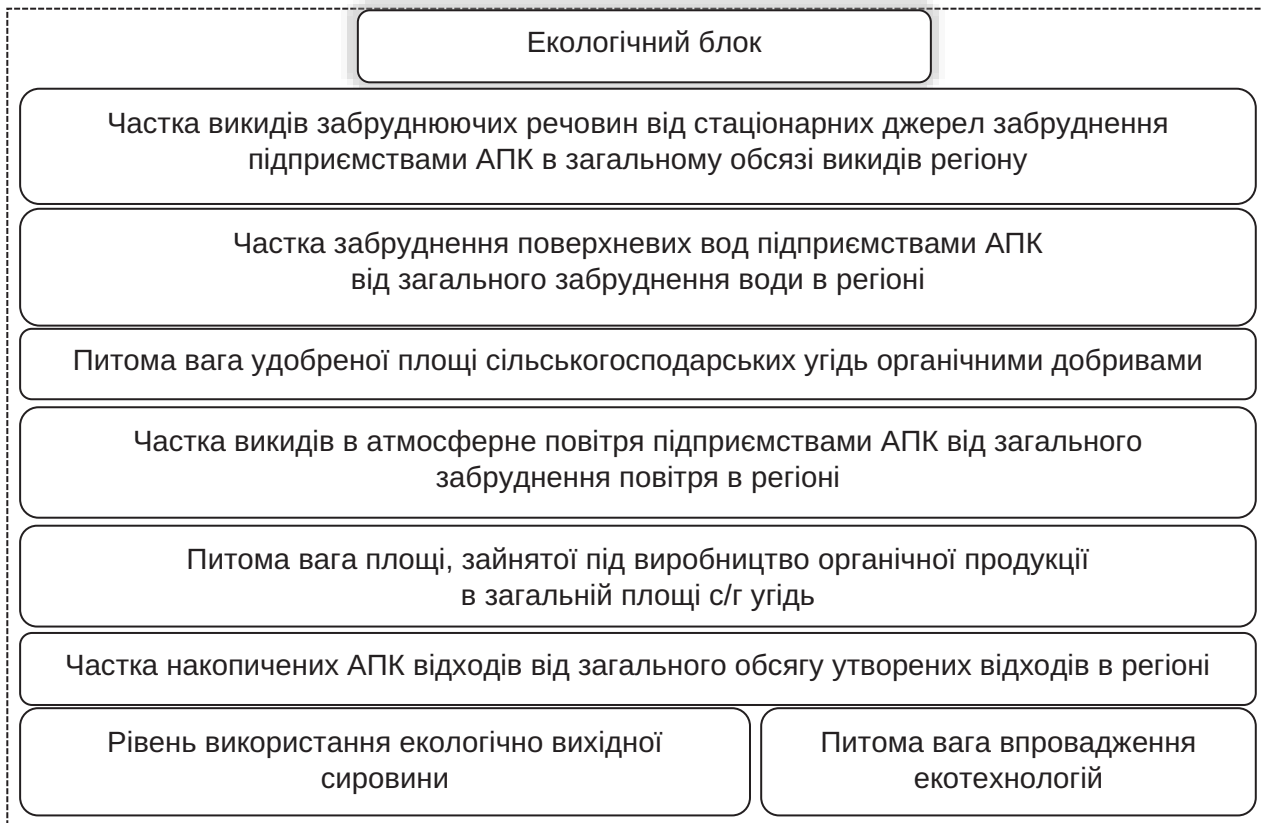 Екологічний блок
Частка викидів забруднюючих речовин від стаціонарних джерел забруднення
підприємствами АПК в загальному обсязі викидів регіону
Частка забруднення поверхневих вод підприємствами АПК
від загального забруднення води в регіоні
Питома вага удобреної площі сільськогосподарських угідь органічними добривами
Частка викидів в атмосферне повітря підприємствами АПК від загального
забруднення повітря в регіоні
Питома вага площі, зайнятої під виробництво органічної продукції
в загальній площі с/г угідь
Частка накопичених АПК відходів від загального обсягу утворених відходів в регіоні
Рівень використання екологічно вихідної
сировини
Питома вага впровадження
екотехнологій